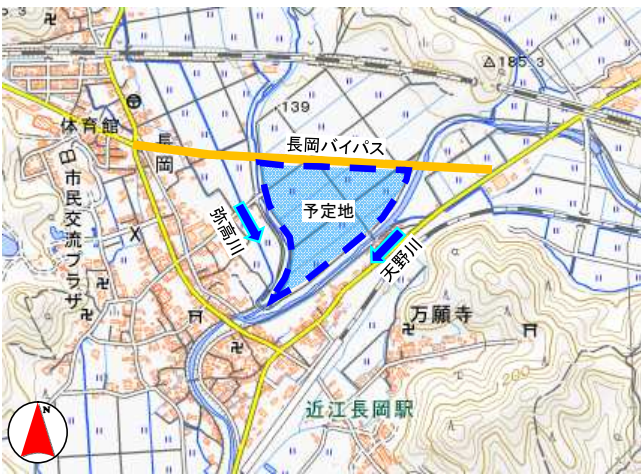 185.3
139
体育館
長岡
長岡バイパス
市民交流プラザ
弥高川
予定地
天野川
万願寺
200
近江長岡駅
N